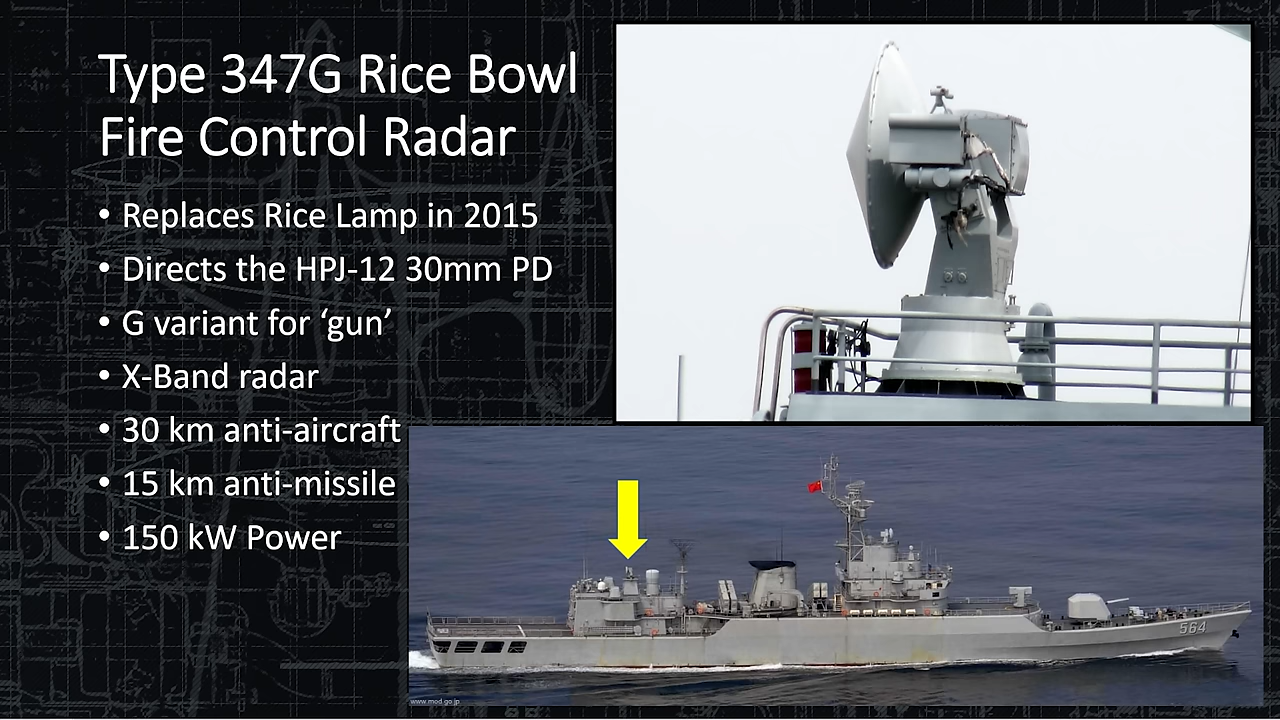 Type 347G Rice Bowl
Fire Control Radar
• Replaces Rice Lamp in 2015
• Directs the HPJ-12 30mm PD
• G variant for ‘gun’
• X-Band radar
• 30 km anti-aircraft
• 15 km anti-missile
• 150 kW Power
564
www.mod.go.jp